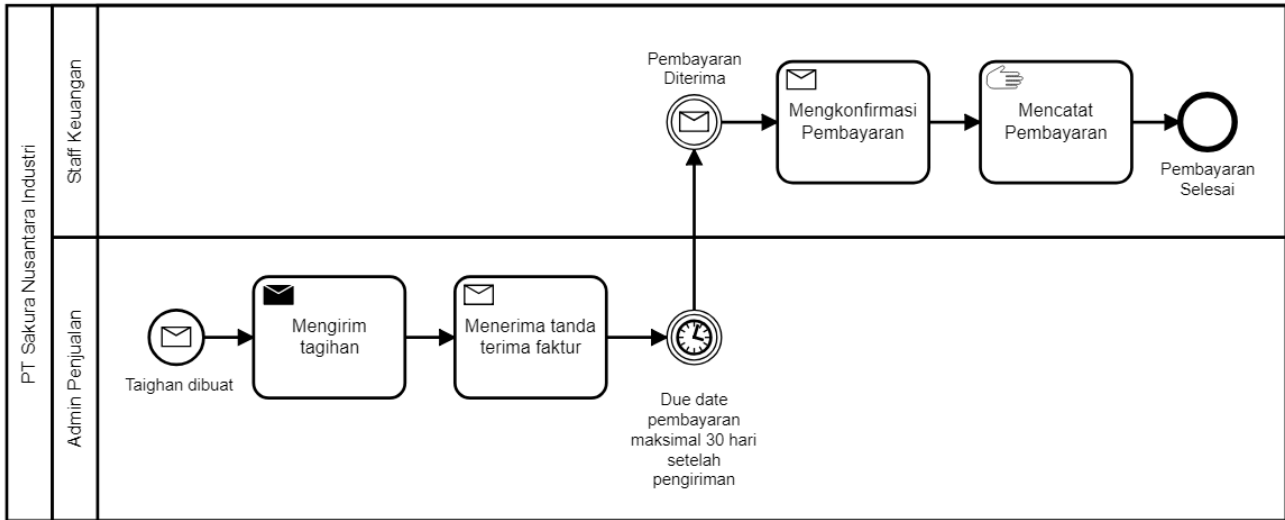 PT Sakura Nusantara Industri
Staff Keuangan
Pembayaran
Diterima
Mengkonfirmasi
Pembayaran
Mencatat
Pembayaran
Pembayaran
Selesai
Admin Penjualan
Taighan dibuat
Mengirim
tagihan
Menerima tanda
terima faktur
Due date
pembayaran
maksimal 30 hari
setelah
pengiriman